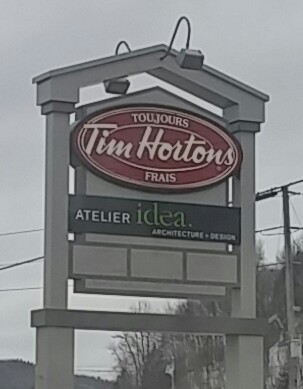 TOUJOURS
Tim Hortons
FRAIS
ATELIER idea.
ARCHITECTURE + DESIGN